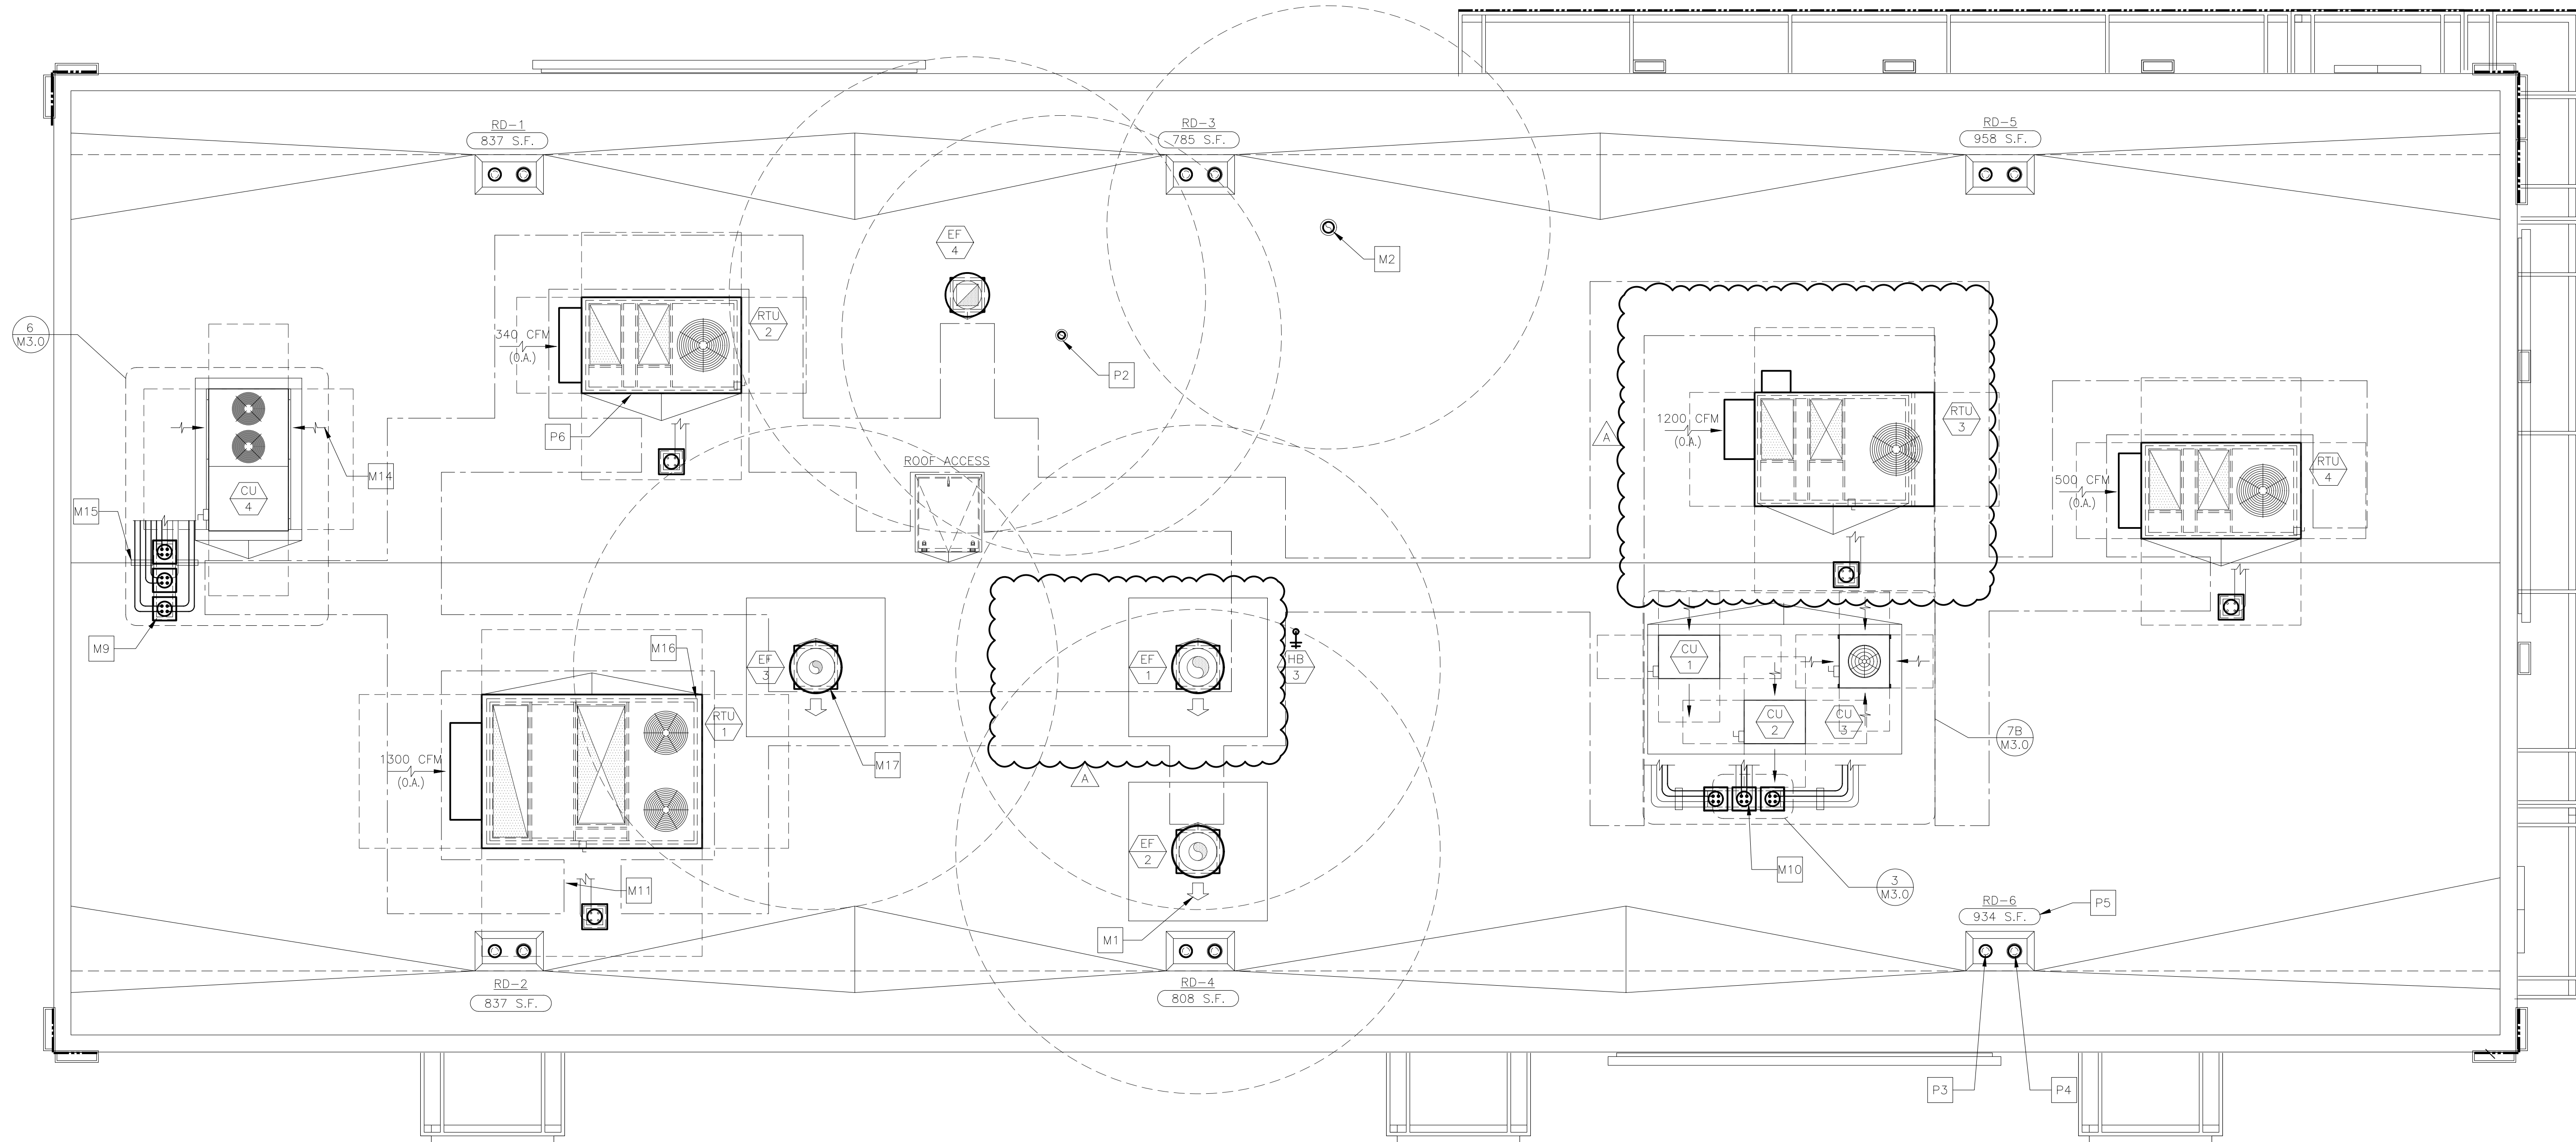 RD-1
837 S.F.
RD-3
785 S.F.
RD-5
958 S.F.
EF
4
M2
6
M3.0
340 CFM
(O.A.)
RTU
2
P2
P6
ROOF ACCESS
A
1200 CFM
(O.A.)
RTU
3
500 CFM
(O.A.)
RTU
4
M14
CU
4
M15
M9
M16
EF
3
EF
1
HB
3
CU
1
CU
2
CU
3
7B
M3.0
RTU
1
1300 CFM
(O.A.)
M17
A
EF
2
M10
M11
3
M3.0
M1
RD-6
934 S.F.
P5
RD-2
837 S.F.
RD-4
808 S.F.
P3
P4